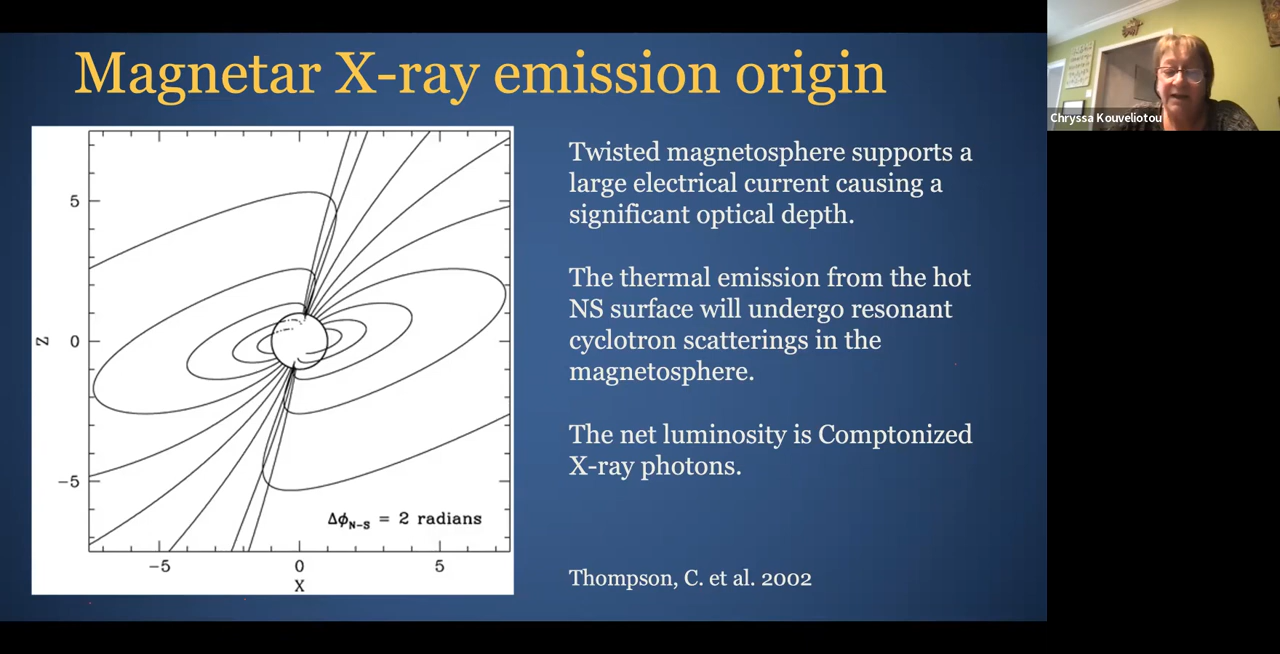 Magnetar X-ray emission origin
Chryssa Kouveliotou
Twisted magnetosphere supports a
large electrical current causing a
significant optical depth.
The thermal emission from the hot
NS surface will undergo resonant
cyclotron scatterings in the
magnetosphere.
The net luminosity is Comptonized
X-ray photons.
Thompson, C. et al. 2002
5
0
−5
Z
−5 0 5
X
ΔϕN−S = 2 radians